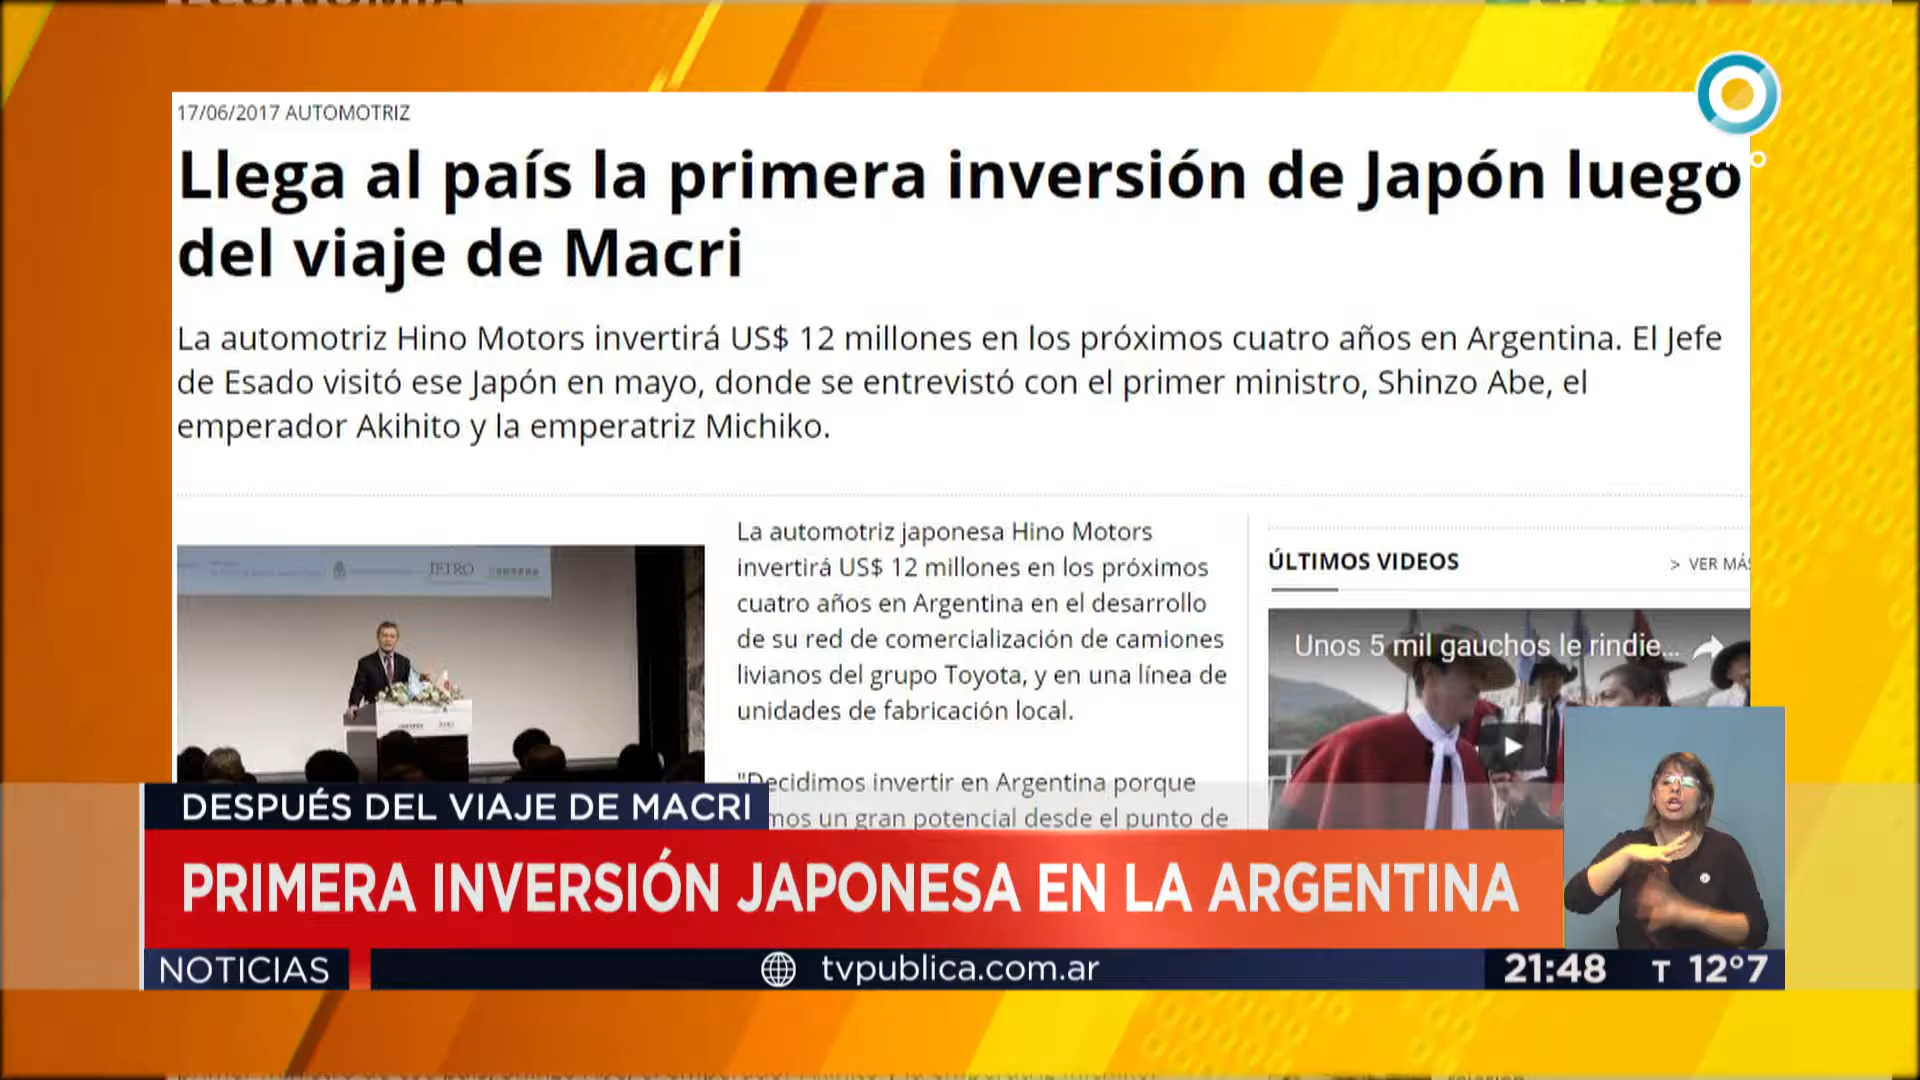 17/06/2017 AUTOMOTRIZ
Llega al país la primera inversión de Japón luego
del viaje de Macri
La automotriz Hino Motors invertirá US$ 12 millones en los próximos cuatro años en Argentina. El Jefe
de Esado visitó ese Japón en mayo, donde se entrevistó con el primer ministro, Shinzo Abe, el
emperador Akihito y la emperatriz Michiko.
JETRO
La automotriz japonesa Hino Motors
invertirá US$ 12 millones en los próximos
cuatro años en Argentina en el desarrollo
de su red de comercialización de camiones
livianos del grupo Toyota, y en una línea de
unidades de fabricación local.
"Decidimos invertir en Argentina porque
un gran potencial desde el punto de
ÚLTIMOS VIDEOS
> VER MÁS
Unos 5 mil gauchos le rindie...
DESPUÉS DEL VIAJE DE MACRI
PRIMERA INVERSIÓN JAPONESA EN LA ARGENTINA
NOTICIAS
tvpublica.com.ar
21:48 T 12°7